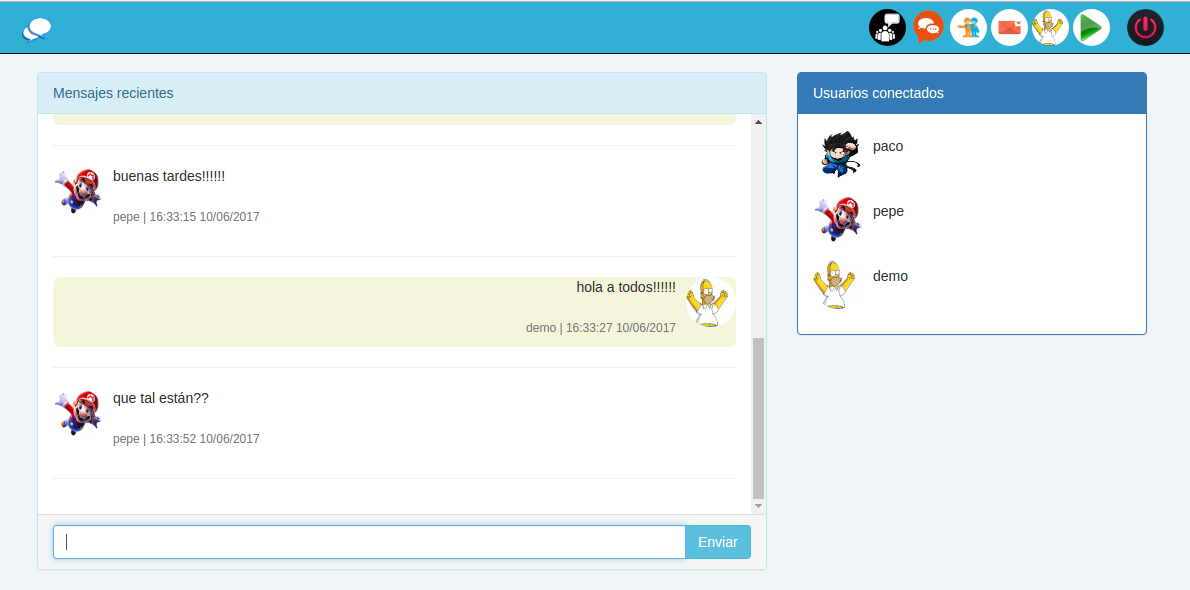 Mensajes recientes
buenas tardes!!!!!!
pepe | 16:33:15 10/06/2017
hola a todos!!!!!!
demo | 16:33:27 10/06/2017
que tal están??
pepe | 16:33:52 10/06/2017
Enviar
Usuarios conectados
paco
pepe
demo